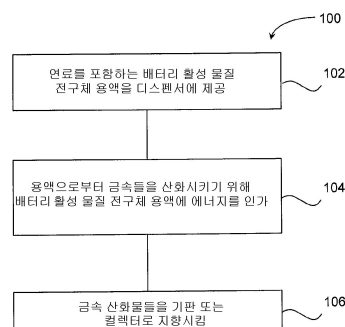 100
연료를 포함하는 배터리 활성 물질
전구체 용액을 디스펜서에 제공
102
용액으로부터 금속들을 산화시키기 위해
배터리 활성 물질 전구체 용액에 에너지를 인가
104
금속 산화물들을 기판 또는
컬렉터로 지향시킴
106